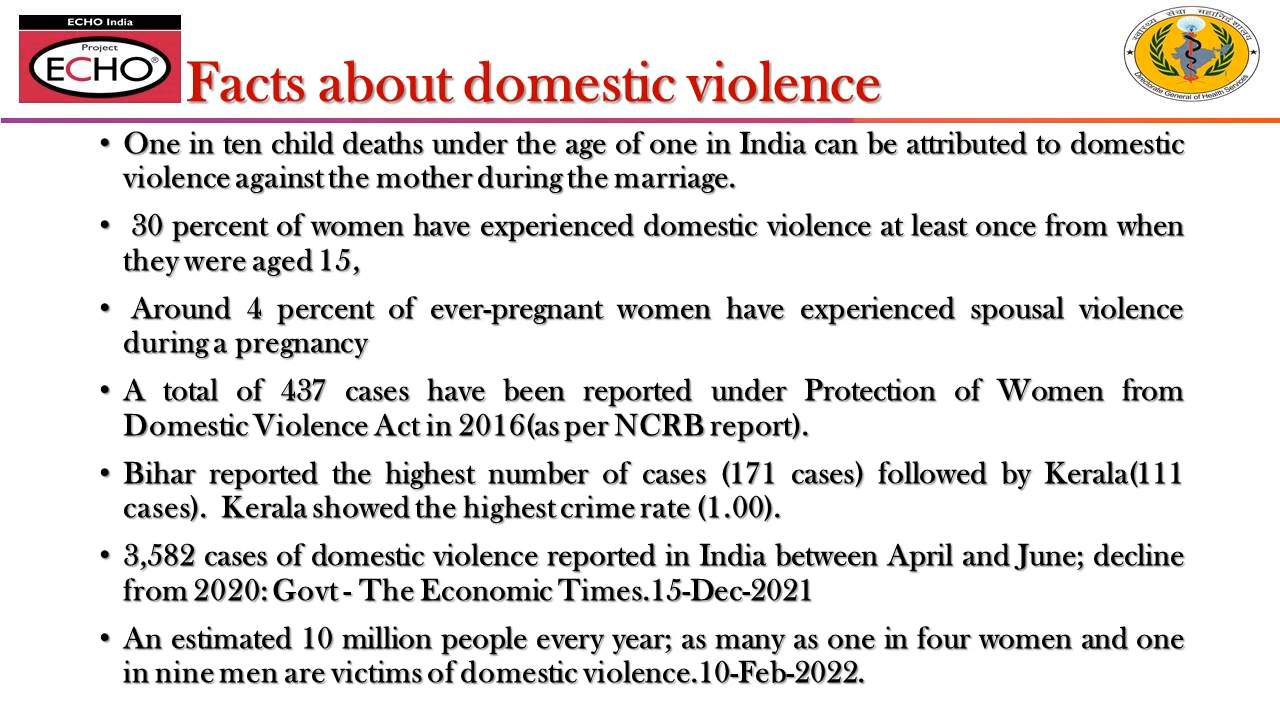 ECHO India
Project
ECHO®
स्वास्थ्य सेवा महानिदेशालय
Directorate General of Health Services
Facts about domestic violence
• One in ten child deaths under the age of one in India can be attributed to domestic
violence against the mother during the marriage.
• 30 percent of women have experienced domestic violence at least once from when
they were aged 15,
• Around 4 percent of ever-pregnant women have experienced spousal violence
during a pregnancy
• A total of 437 cases have been reported under Protection of Women from
Domestic Violence Act in 2016(as per NCRB report).
• Bihar reported the highest number of cases (171 cases) followed by Kerala(111
cases). Kerala showed the highest crime rate (1.00).
• 3,582 cases of domestic violence reported in India between April and June; decline
from 2020: Govt - The Economic Times.15-Dec-2021
• An estimated 10 million people every year; as many as one in four women and one
in nine men are victims of domestic violence.10-Feb-2022.